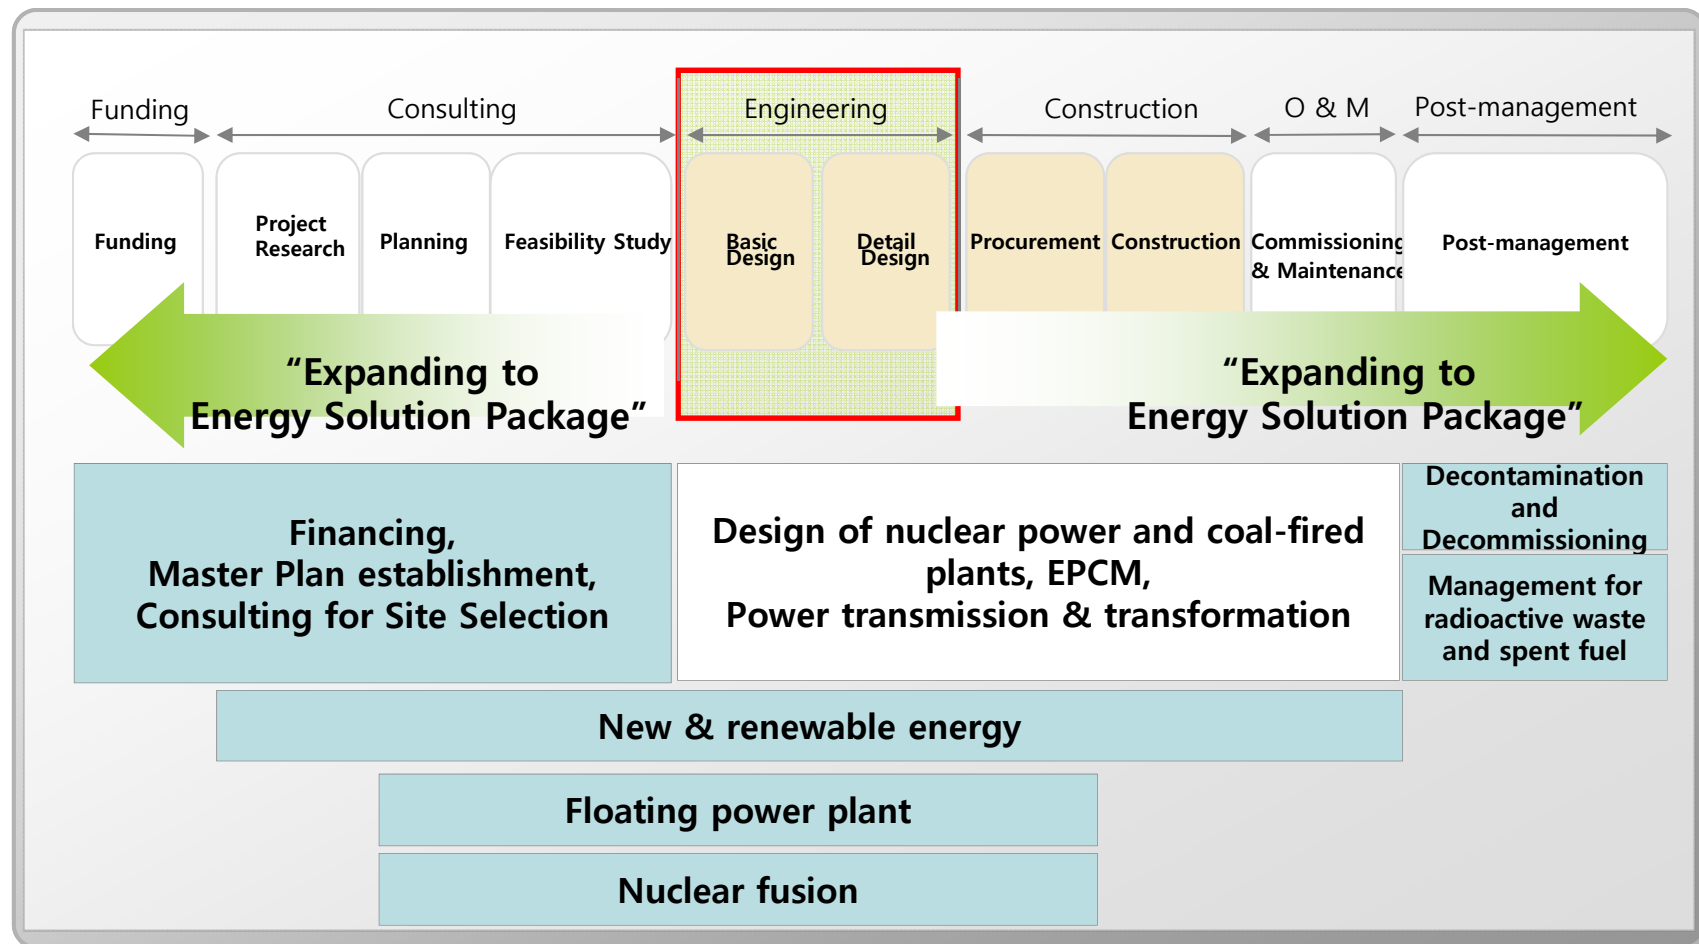 Funding
Consulting
Engineering
Construction
O & M
Post-management
Funding
Project
Research
Planning
Feasibility Study
Basic
Design
Detail
Design
Procurement
Construction
Commissioning
& Maintenance
Post-management
“Expanding to
Energy Solution Package”
“Expanding to
Energy Solution Package”
Financing,
Master Plan establishment,
Consulting for Site Selection
Design of nuclear power and coal-fired
plants, EPCM,
Power transmission & transformation
Decontamination
and
Decommissioning
Management for
radioactive waste
and spent fuel
New & renewable energy
Floating power plant
Nuclear fusion